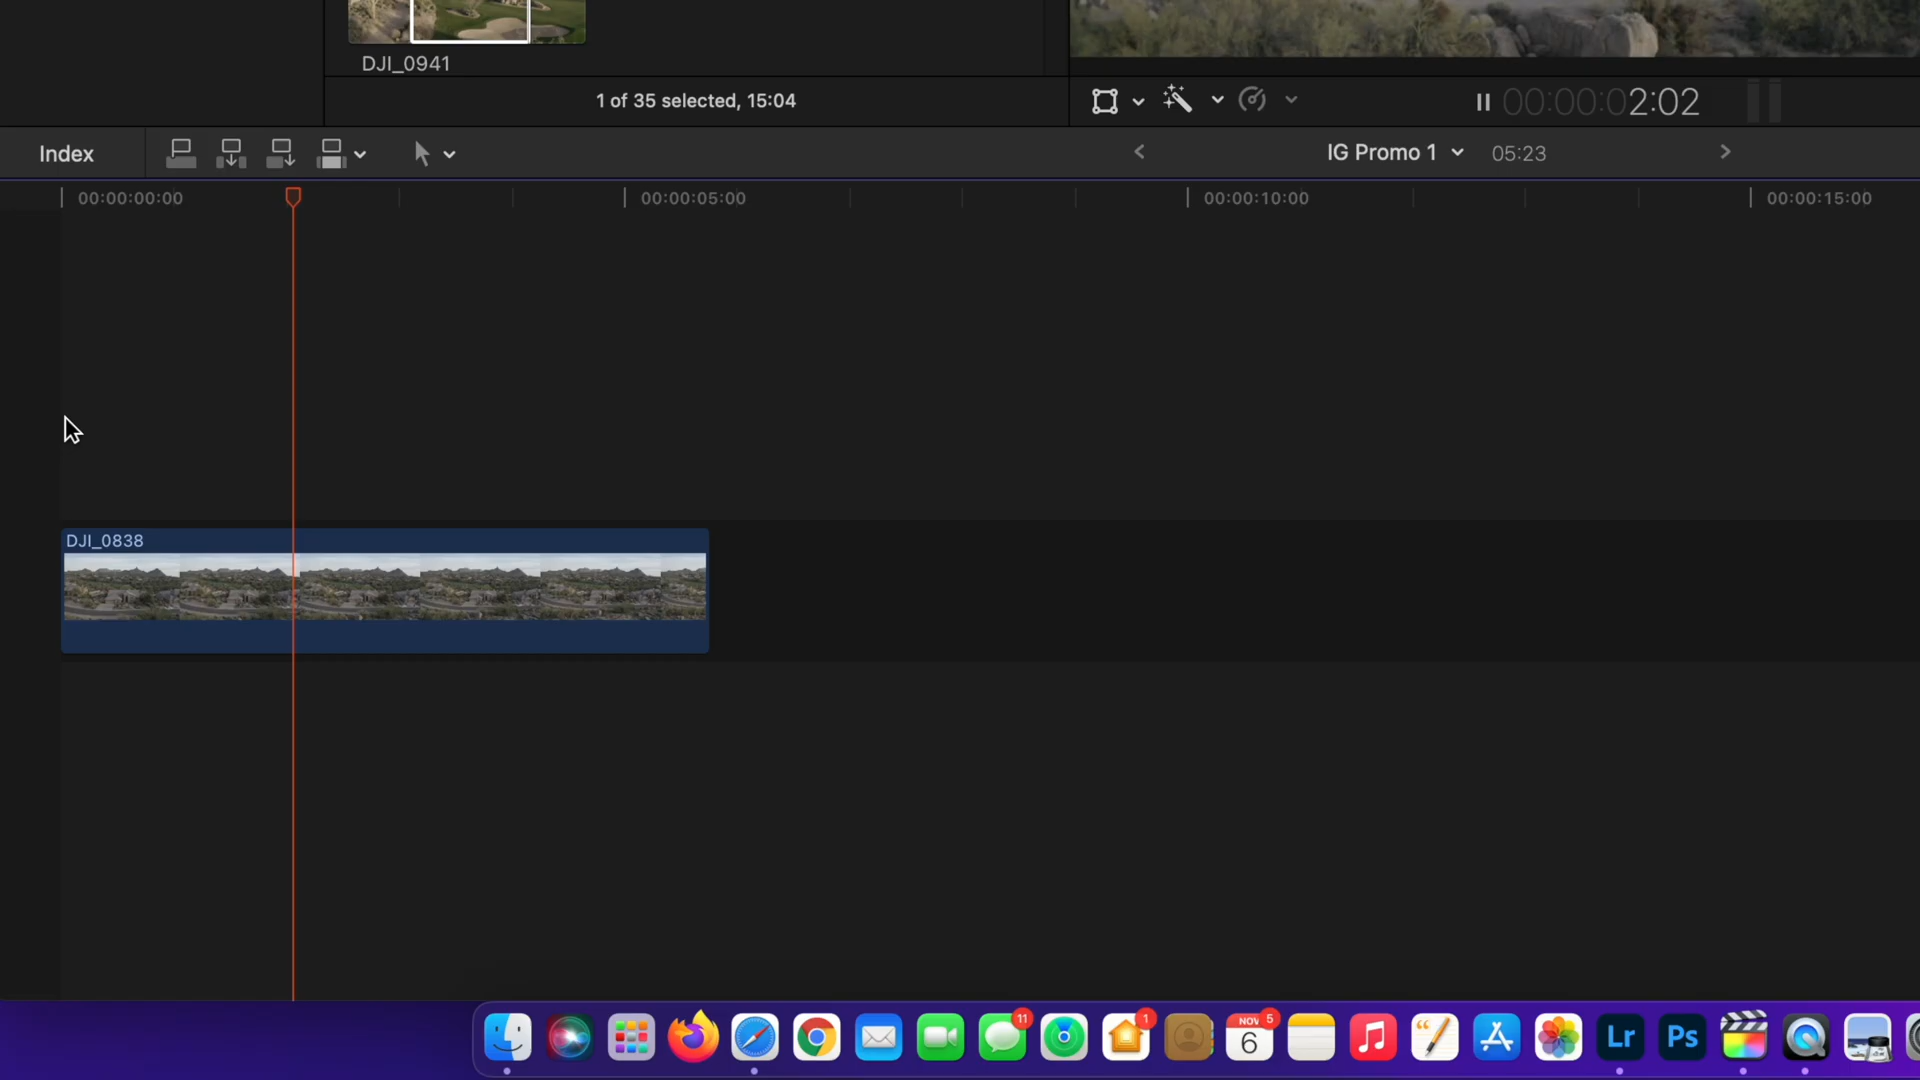 DJI_0941
1 of 35 selected, 15:04
00:00:02:02
Index
IG Promo 1
05:23
00:00:00:00
00:00:05:00
00:00:10:00
00:00:15:00
DJI_0838
11
1
NOV
5
6
Lr
Ps